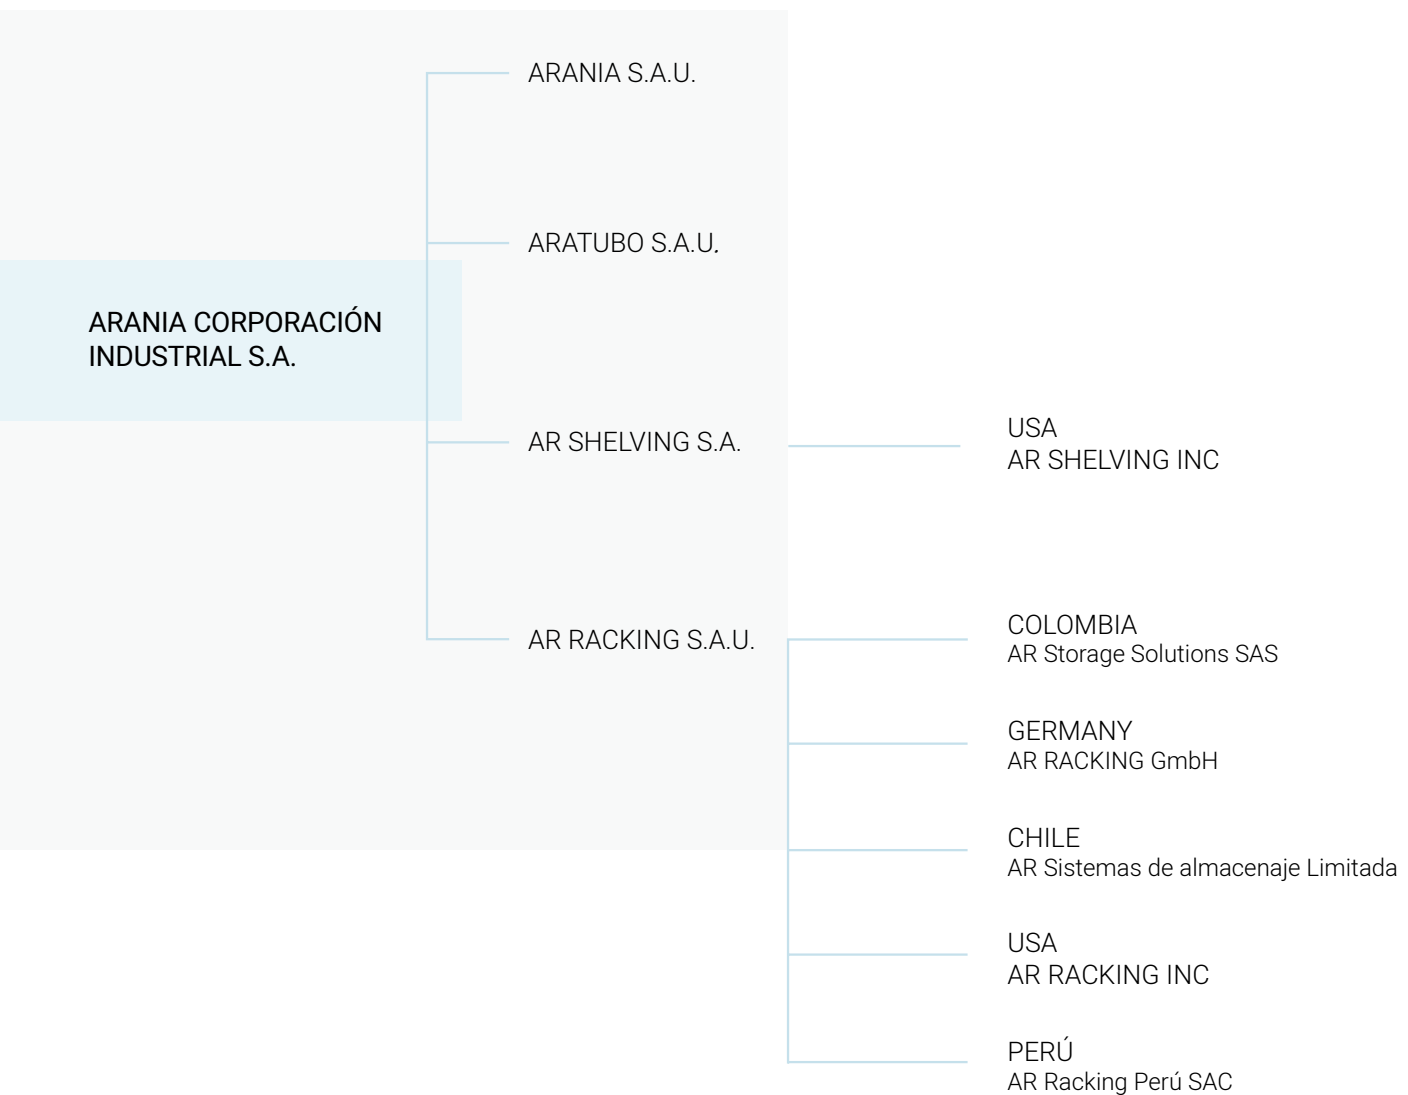 ARANIA S.A.U.
ARATUBO S.A.U.
ARANIA CORPORACIÓN
INDUSTRIAL S.A.
AR SHELVING S.A.
USA
AR SHELVING INC
AR RACKING S.A.U.
COLOMBIA
AR Storage Solutions SAS
GERMANY
AR RACKING GmbH
CHILE
AR Sistemas de almacenaje Limitada
USA
AR RACKING INC
PERÚ
AR Racking Perú SAC